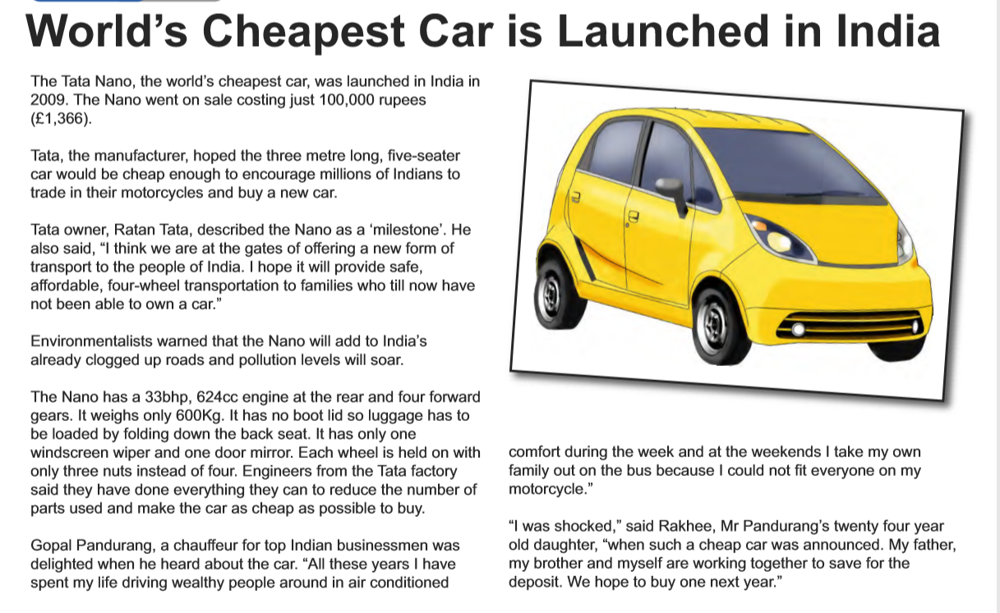 World’s Cheapest Car is Launched in India
The Tata Nano, the world’s cheapest car, was launched in India in
2009. The Nano went on sale costing just 100,000 rupees
(£1,366).
Tata, the manufacturer, hoped the three metre long, five-seater
car would be cheap enough to encourage millions of Indians to
trade in their motorcycles and buy a new car.
Tata owner, Ratan Tata, described the Nano as a ‘milestone’. He
also said, “I think we are at the gates of offering a new form of
transport to the people of India. I hope it will provide safe,
affordable, four-wheel transportation to families who till now have
not been able to own a car.”
Environmentalists warned that the Nano will add to India’s
already clogged up roads and pollution levels will soar.
The Nano has a 33bhp, 624cc engine at the rear and four forward
gears. It weighs only 600Kg. It has no boot lid so luggage has to
be loaded by folding down the back seat. It has only one
windscreen wiper and one door mirror. Each wheel is held on with
only three nuts instead of four. Engineers from the Tata factory
said they have done everything they can to reduce the number of
parts used and make the car as cheap as possible to buy.
Gopal Pandurang, a chauffeur for top Indian businessmen was
delighted when he heard about the car. “All these years I have
spent my life driving wealthy people around in air conditioned
comfort during the week and at the weekends I take my own
family out on the bus because I could not fit everyone on my
motorcycle.”
“I was shocked,” said Rakhee, Mr Pandurang’s twenty four year
old daughter, “when such a cheap car was announced. My father,
my brother and myself are working together to save for the
deposit. We hope to buy one next year.”